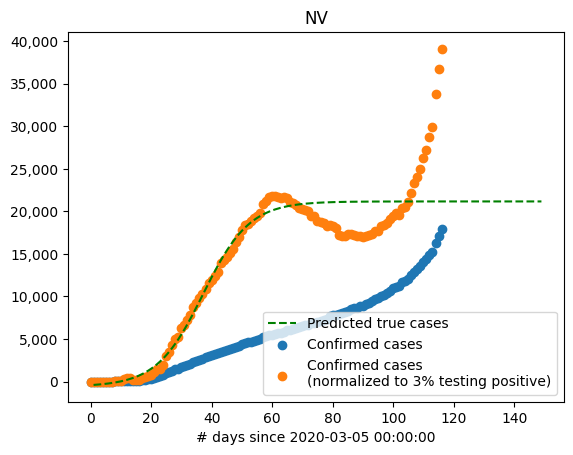 NV
40,000
35,000
30,000
25,000
20,000
15,000
10,000
5,000
0
Predicted true cases
Confirmed cases
Confirmed cases
(normalized to 3% testing positive)
0 20 40 60 80 100 120 140
# days since 2020-03-05 00:00:00